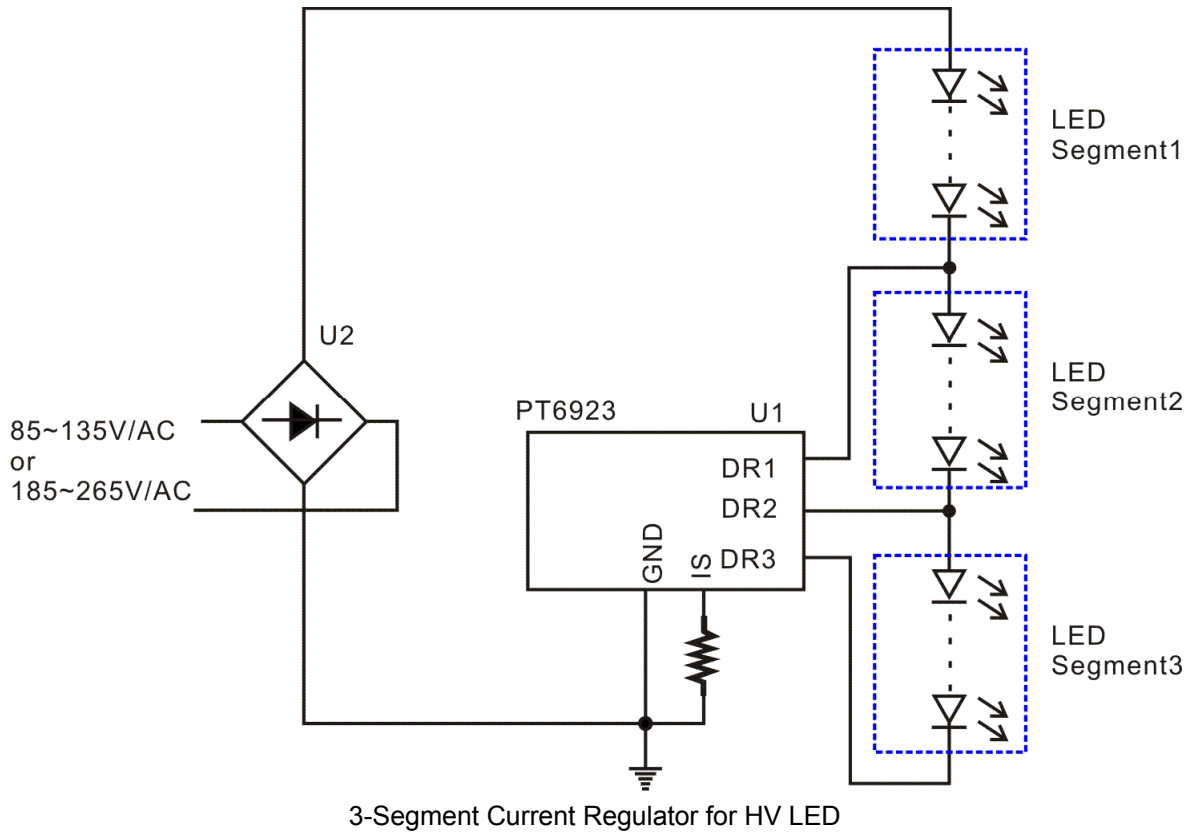 LED
Segment1
U2
85~135V/AC
or
185~265V/AC
PT6923
U1
DR1
DR2
DR3
GND
IS
LED
Segment2
LED
Segment3
3-Segment Current Regulator for HV LED